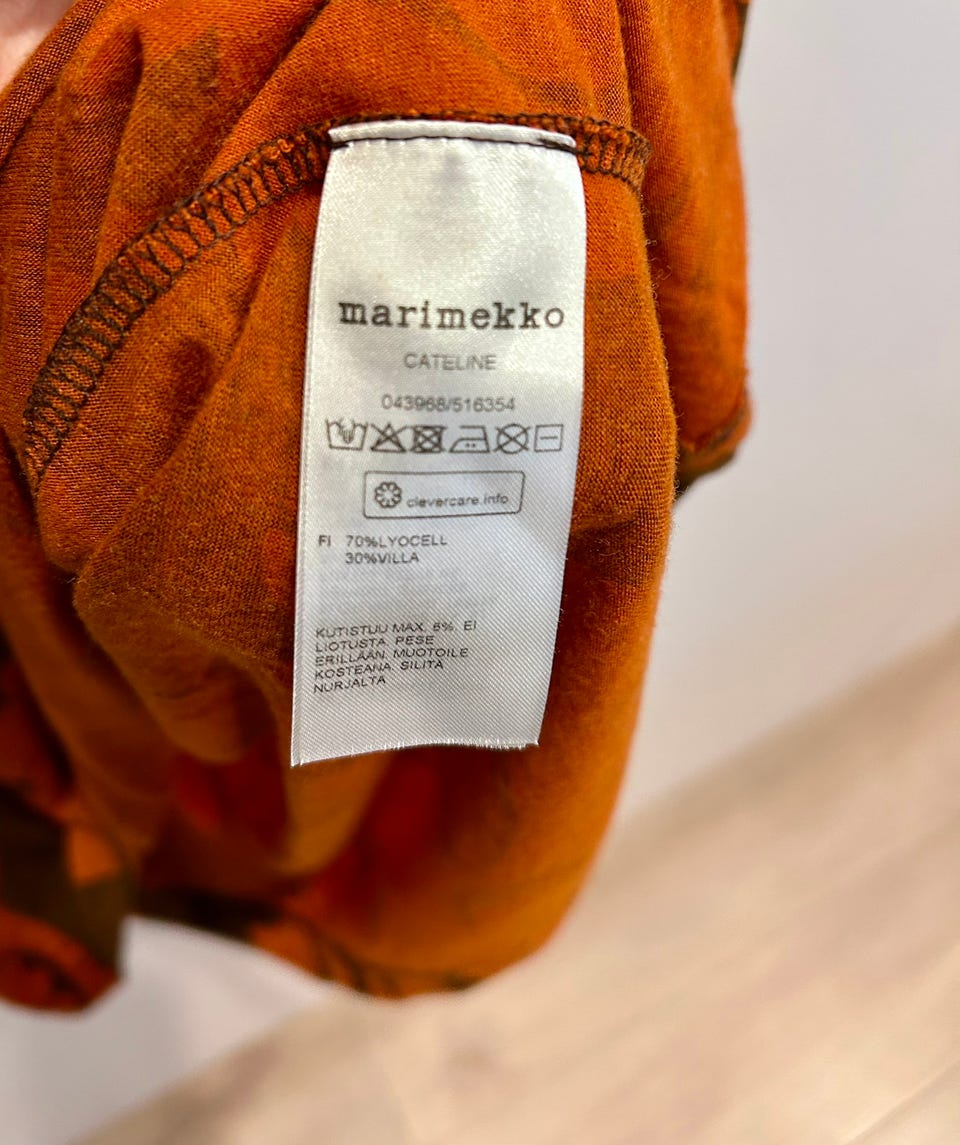 marimekko
CATELINE
043968/516354
clevercare.info
FI 70%LYOCELL
30%VILLA
KUTISTUU MAX. 6%. EI
LIOTUSTA. PESE
ERILLÄÄN. MUOTOILE
KOSTEANA. SILITÄ
NURJALTA